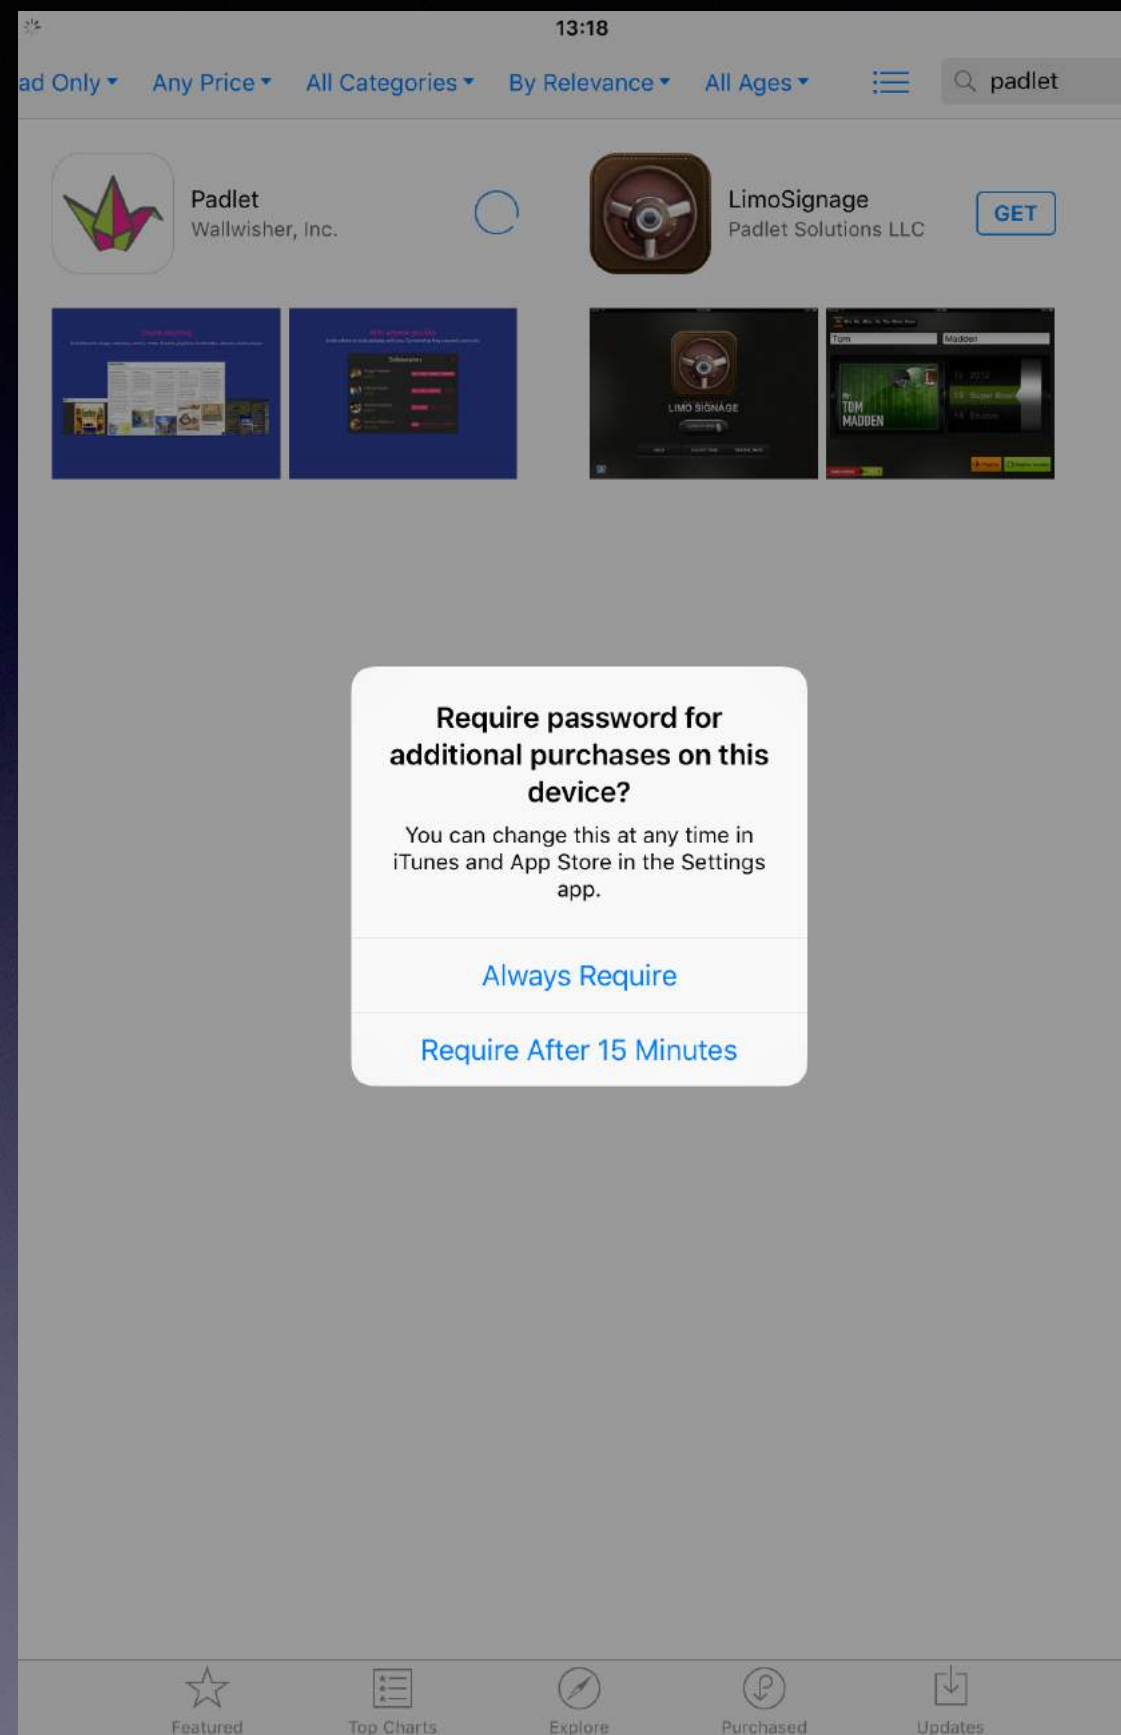 13:18
ad Only Any Price All Categories By Relevance All Ages padlet
Padlet
Wallwisher, Inc.
LimoSignage
Padlet Solutions LLC
GET
LIMO SIGNAGE
Tom Madden
Mr.
TOM
MADDEN
Require password for
additional purchases on this
device?
You can change this at any time in
iTunes and App Store in the Settings
app.
Always Require
Require After 15 Minutes
Featured Top Charts Explore Purchased Updates